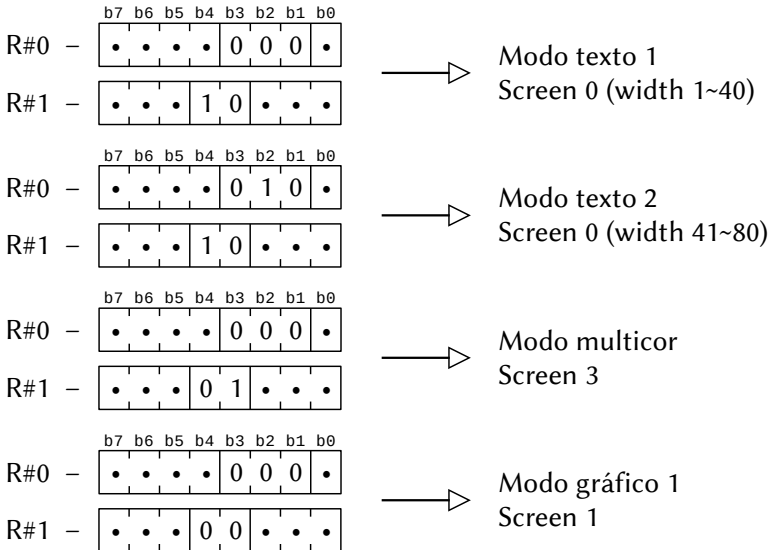 b7 b6 b5 b4 b3 b2 b1 b0
R#0 – • • • • 0 0 0 •
R#1 – • • • 1 0 • • •
Modo texto 1
Screen 0 (width 1~40)
b7 b6 b5 b4 b3 b2 b1 b0
R#0 – • • • • 0 1 0 •
R#1 – • • • 1 0 • • •
Modo texto 2
Screen 0 (width 41~80)
b7 b6 b5 b4 b3 b2 b1 b0
R#0 – • • • • 0 0 0 •
R#1 – • • • 0 1 • • •
Modo multicor
Screen 3
b7 b6 b5 b4 b3 b2 b1 b0
R#0 – • • • • 0 0 0 •
R#1 – • • • 0 0 • • •
Modo gráfico 1
Screen 1